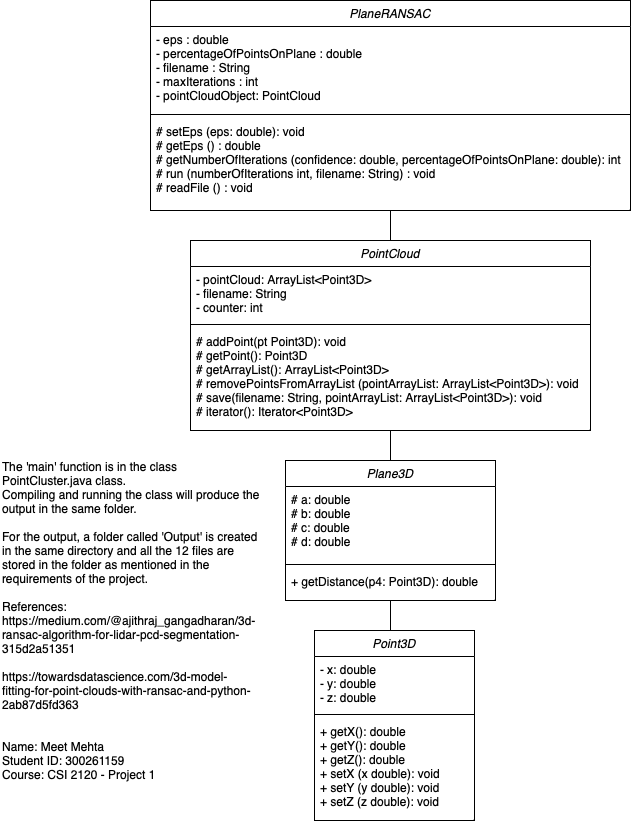 PlaneRANSAC
- eps : double
- percentageOfPointsOnPlane : double
- filename : String
- maxIterations : int
- pointCloudObject: PointCloud
# setEps (eps: double): void
# getEps () : double
# getNumberOfIterations (confidence: double, percentageOfPointsOnPlane: double): int
# run (numberOfIterations int, filename: String) : void
# readFile () : void
PointCloud
- pointCloud: ArrayList<Point3D>
- filename: String
- counter: int
# addPoint(pt Point3D): void
# getPoint(): Point3D
# getArrayList(): ArrayList<Point3D>
# removePointsFromArrayList (pointArrayList: ArrayList<Point3D>): void
# save(filename: String, pointArrayList: ArrayList<Point3D>): void
# iterator(): Iterator<Point3D>
Plane3D
# a: double
# b: double
# c: double
# d: double
+ getDistance(p4: Point3D): double
Point3D
- x: double
- y: double
- z: double
+ getX(): double
+ getY(): double
+ getZ(): double
+ setX (x double): void
+ setY (y double): void
+ setZ (z double): void
The 'main' function is in the class
PointCluster.java class.
Compiling and running the class will produce the
output in the same folder.
For the output, a folder called 'Output' is created
in the same directory and all the 12 files are
stored in the folder as mentioned in the
requirements of the project.
References:
https://medium.com/@ajithraj_gangadharan/3d-
ransac-algorithm-for-lidar-pcd-segmentation-
315d2a51351
https://towardsdatascience.com/3d-model-
fitting-for-point-clouds-with-ransac-and-python-
2ab87d5fd363
Name: Meet Mehta
Student ID: 300261159
Course: CSI 2120 - Project 1